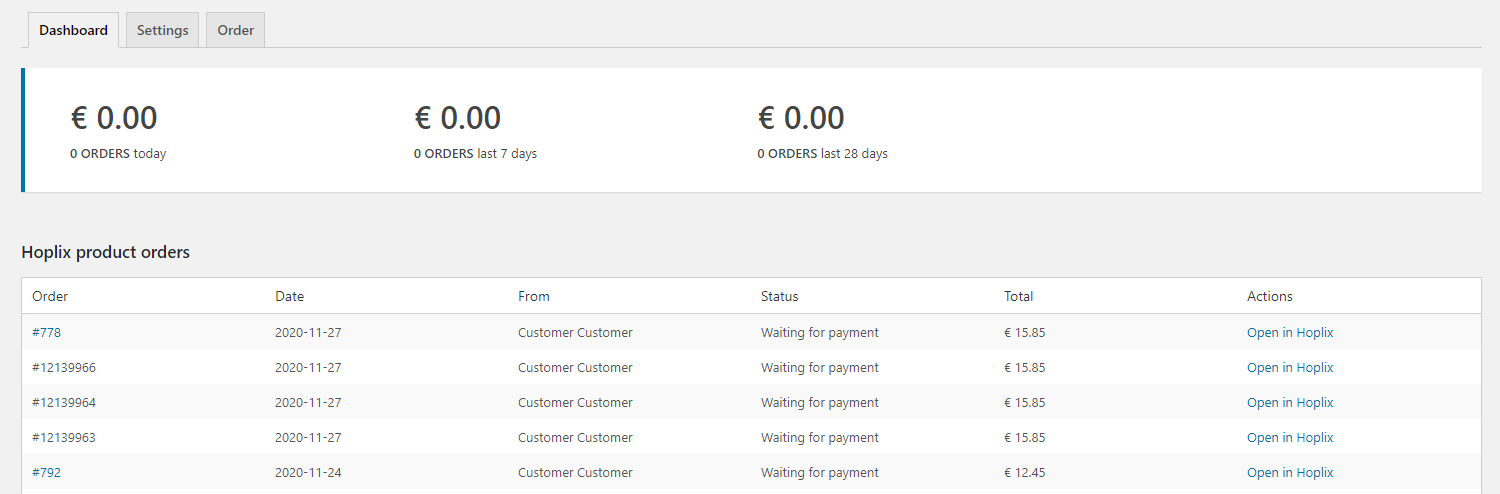 Dashboard Settings Order
€ 0.00 € 0.00 € 0.00
0 ORDERS today 0 ORDERS last 7 days 0 ORDERS last 28 days
Hoplix product orders
Order Date From Status Total Actions
#778 2020-11-27 Customer Customer Waiting for payment € 15.85 Open in Hoplix
#12139966 2020-11-27 Customer Customer Waiting for payment € 15.85 Open in Hoplix
#12139964 2020-11-27 Customer Customer Waiting for payment € 15.85 Open in Hoplix
#12139963 2020-11-27 Customer Customer Waiting for payment € 15.85 Open in Hoplix
#792 2020-11-24 Customer Customer Waiting for payment € 12.45 Open in Hoplix